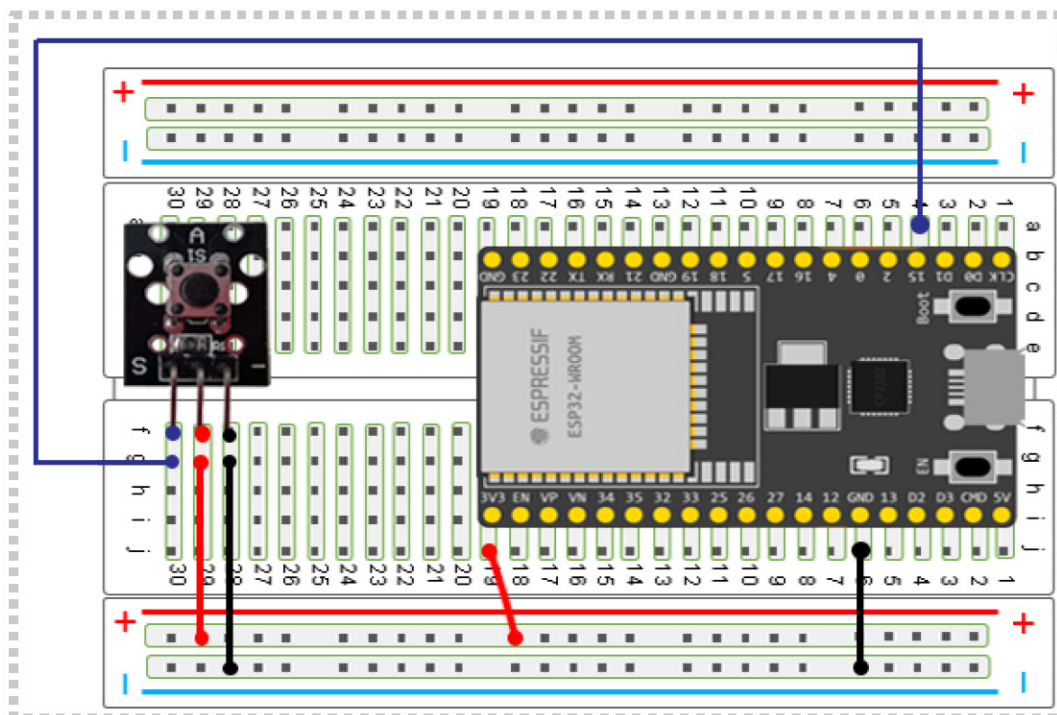 + +
- -
30 29 28 27 26 25 24 23 22 21 20 19 18 17 16 15 14 13 12 11 10 9 8 7 6 5 4 3 2 1
a a
A
S1
b
c
d
e
GND 23 22 TX RX 21 GND 19 18 5 17 16 4 0 2 15 D1 D0 CLK
Boot
ESPRESSIF
ESP32-WROOM
CP2102
S -
f f
g g
EN
h h
3V3 EN VP VN 34 35 32 33 25 26 27 14 12 GND 13 D2 D3 CMD 5V
i i
j j
30 29 28 27 26 25 24 23 22 21 20 19 18 17 16 15 14 13 12 11 10 9 8 7 6 5 4 3 2 1
+ +
- -